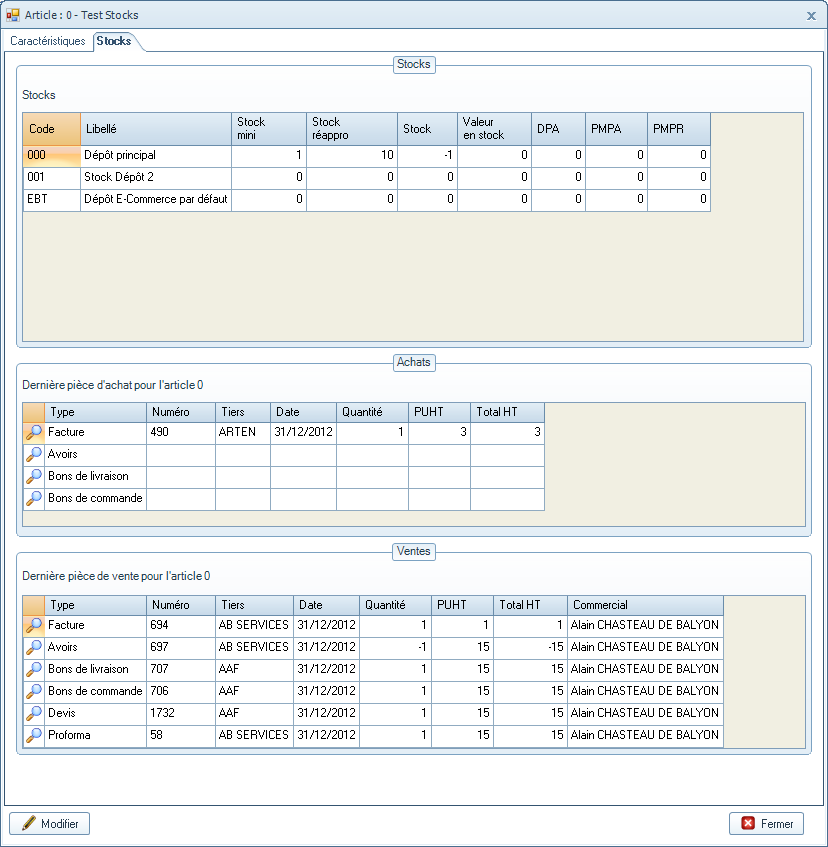 Article : 0 - Test Stocks
Caractéristiques Stocks
Stocks
Stocks
Code Libellé Stock mini Stock réappro Stock Valeur en stock DPA PMPA PMPR
000 Dépôt principal 1 10 -1 0 0 0 0
001 Stock Dépôt 2 0 0 0 0 0 0 0
EBT Dépôt E-Commerce par défaut 0 0 0 0 0 0 0
Achats
Dernière pièce d'achat pour l'article 0
Type Numéro Tiers Date Quantité PUHT Total HT
Facture 490 ARTEN 31/12/2012 1 3 3
Avoirs
Bons de livraison
Bons de commande
Ventes
Dernière pièce de vente pour l'article 0
Type Numéro Tiers Date Quantité PUHT Total HT Commercial
Facture 694 AB SERVICES 31/12/2012 1 1 1 Alain CHASTEAU DE BALYON
Avoirs 697 AB SERVICES 31/12/2012 -1 15 -15 Alain CHASTEAU DE BALYON
Bons de livraison 707 AAF 31/12/2012 1 15 15 Alain CHASTEAU DE BALYON
Bons de commande 706 AAF 31/12/2012 1 15 15 Alain CHASTEAU DE BALYON
Devis 1732 AAF 31/12/2012 1 15 15 Alain CHASTEAU DE BALYON
Proforma 58 AB SERVICES 31/12/2012 1 15 15 Alain CHASTEAU DE BALYON
Modifier Fermer